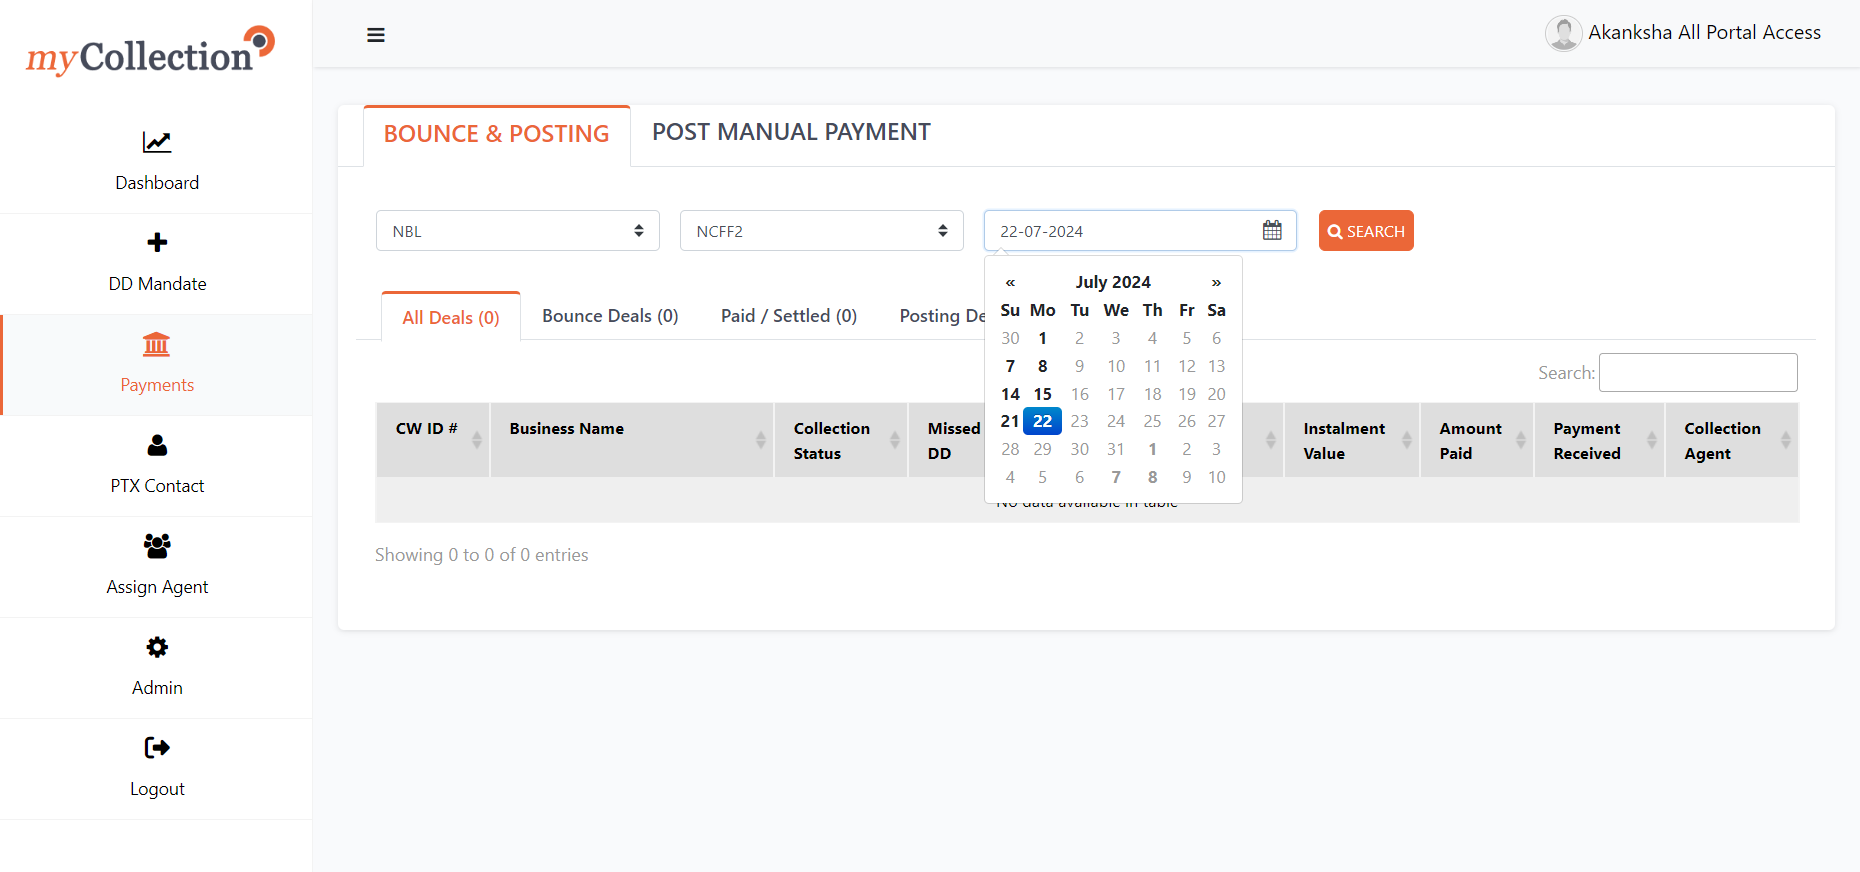 myCollection
Akanksha All Portal Access
Dashboard
DD Mandate
Payments
PTX Contact
Assign Agent
Admin
Logout
BOUNCE & POSTING
POST MANUAL PAYMENT
NBL
NCFF2
22-07-2024
SEARCH
« July 2024 »
Su Mo Tu We Th Fr Sa
30 1 2 3 4 5 6
7 8 9 10 11 12 13
14 15 16 17 18 19 20
21 22 23 24 25 26 27
28 29 30 31 1 2 3
4 5 6 7 8 9 10
All Deals (0)
Bounce Deals (0)
Paid / Settled (0)
Posting De
Search:
CW ID #
Business Name
Collection
Status
Missed
DD
Instalment
Value
Amount
Paid
Payment
Received
Collection
Agent
No data available in table
Showing 0 to 0 of 0 entries